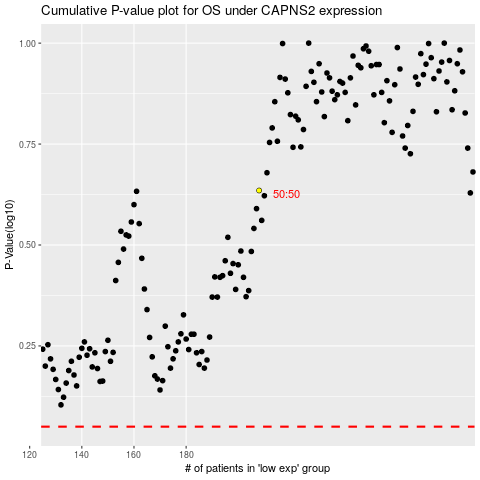 Cumulative P-value plot for OS under CAPNS2 expression
1.00
0.75
0.50
0.25
P-Value(log10)
50:50
120 140 160 180
# of patients in 'low exp' group